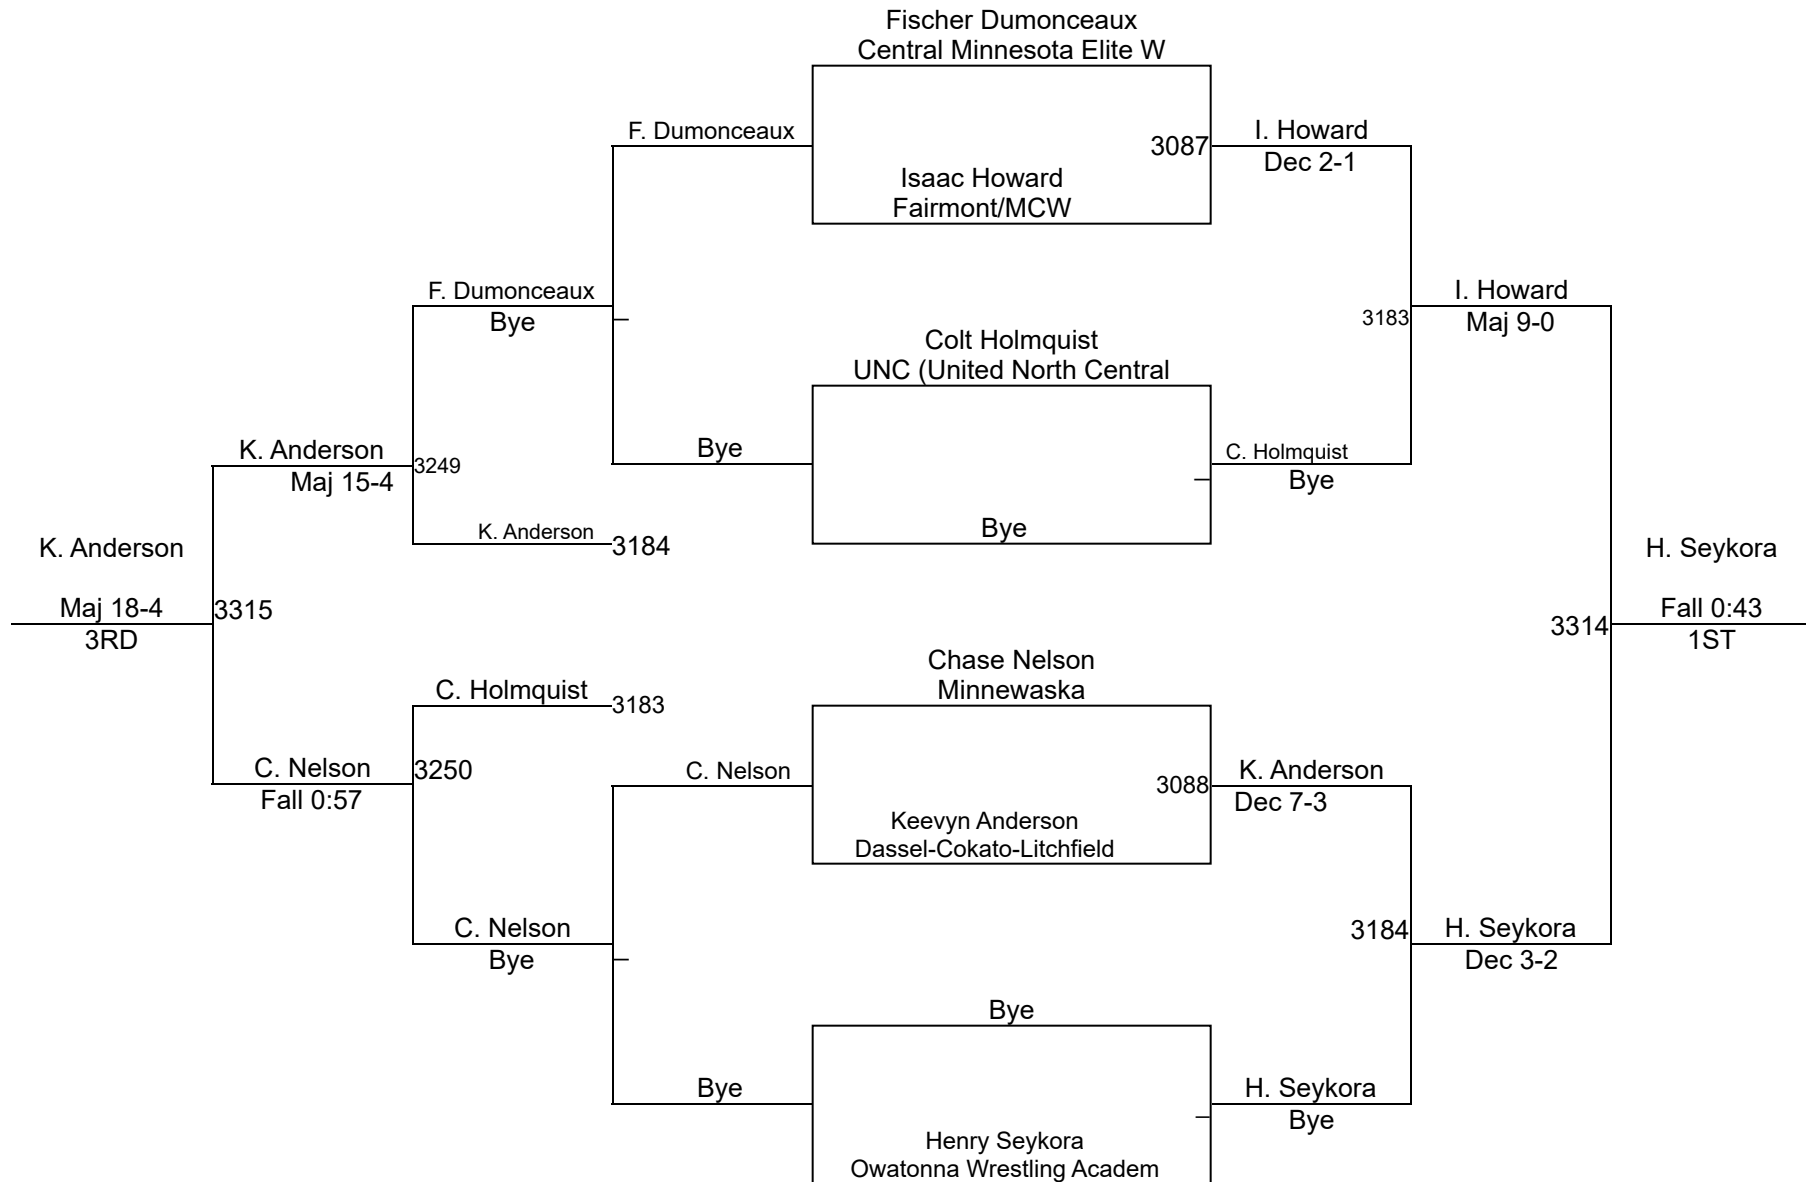 Fischer Dumonceaux
Central Minnesota Elite W
F. Dumonceaux
3087
I. Howard
Dec 2-1
Isaac Howard
Fairmont/MCW
F. Dumonceaux
Bye
3183
I. Howard
Maj 9-0
Colt Holmquist
UNC (United North Central
K. Anderson
Maj 15-4
3249
Bye
C. Holmquist
Bye
K. Anderson
3184
Bye
K. Anderson
Maj 18-4
3RD
3315
H. Seykora
3314
Fall 0:43
1ST
Chase Nelson
Minnewaska
C. Holmquist
3183
C. Nelson
Fall 0:57
3250
C. Nelson
3088
K. Anderson
Dec 7-3
Keevyn Anderson
Dassel-Cokato-Litchfield
C. Nelson
Bye
3184
H. Seykora
Dec 3-2
Bye
Bye
H. Seykora
Bye
Henry Seykora
Owatonna Wrestling Academ